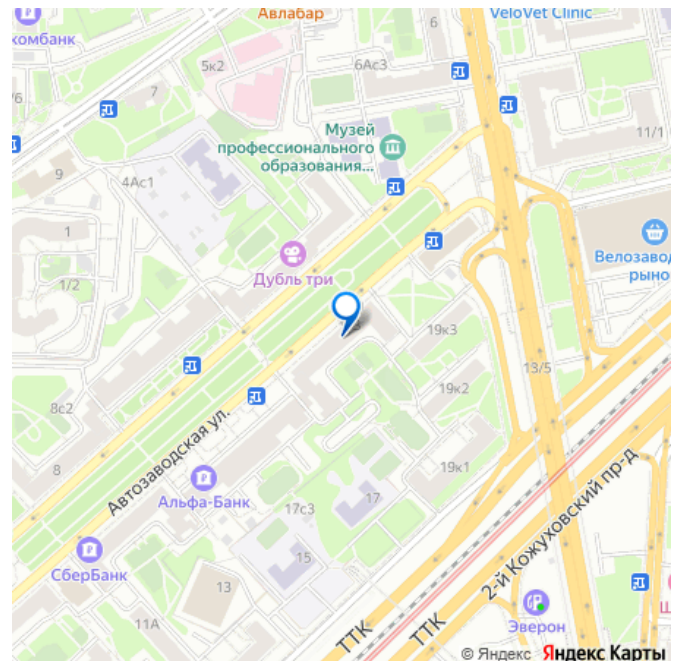 Авлабар
VeloVet Clinic
комбанк
5к2
6Ас3
7
/6
Музей
профессионального
образования...
11/1
9
4Ас1
1
Дубль три
Велозавод
рыно
1/2
19к3
13/5
8с2
19к2
Автозаводская ул.
8
19к1
Альфа-Банк
17с3
17
2-й Кожуховский пр-д
15
СберБанк
13
11А
ТТК
ТТК
Эверон
© Яндекс Яндекс Карты